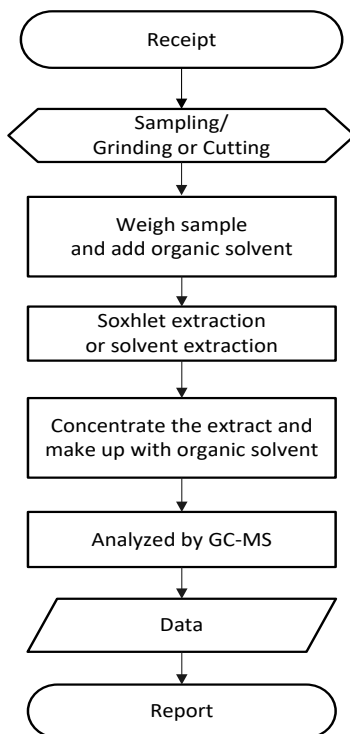 Receipt
Sampling/
Grinding or Cutting
Weigh sample
and add organic solvent
Soxhlet extraction
or solvent extraction
Concentrate the extract and
make up with organic solvent
Analyzed by GC-MS
Data
Report